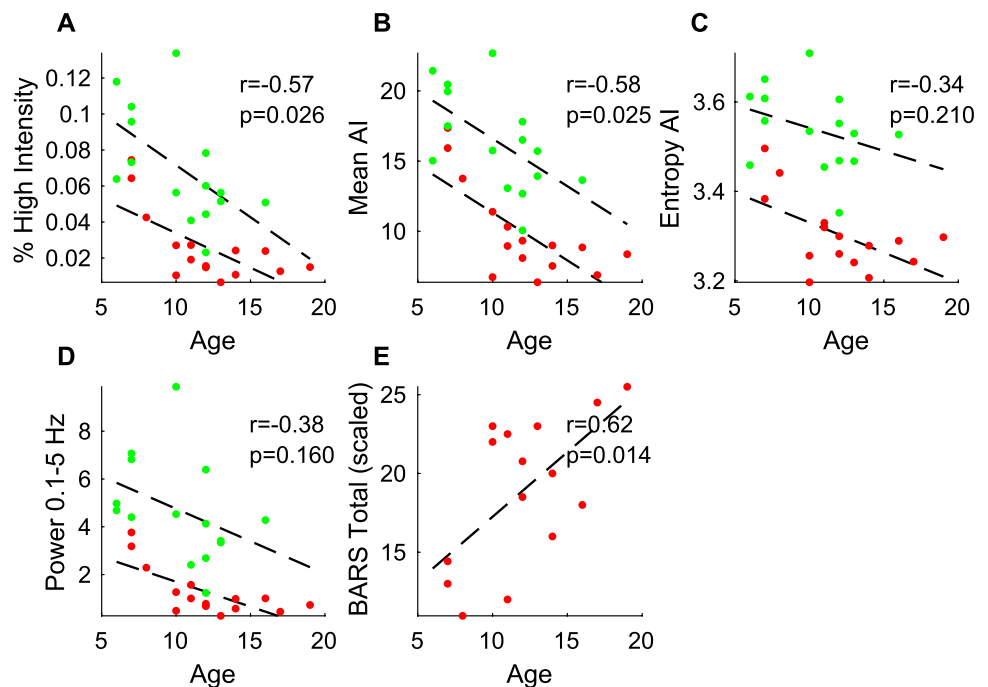 A
% High Intensity
0.12
0.10
0.08
0.06
0.04
0.02
r=-0.57
p=0.026
5
10
15
20
Age
B
Mean AI
20
15
10
r=-0.58
p=0.025
5
10
15
20
Age
C
Entropy AI
3.6
3.4
3.2
r=-0.34
p=0.210
5
10
15
20
Age
D
Power 0.1-5 Hz
8
6
4
2
r=-0.38
p=0.160
5
10
15
20
Age
E
BARS Total (scaled)
25
20
15
r=0.62
p=0.014
5
10
15
20
Age